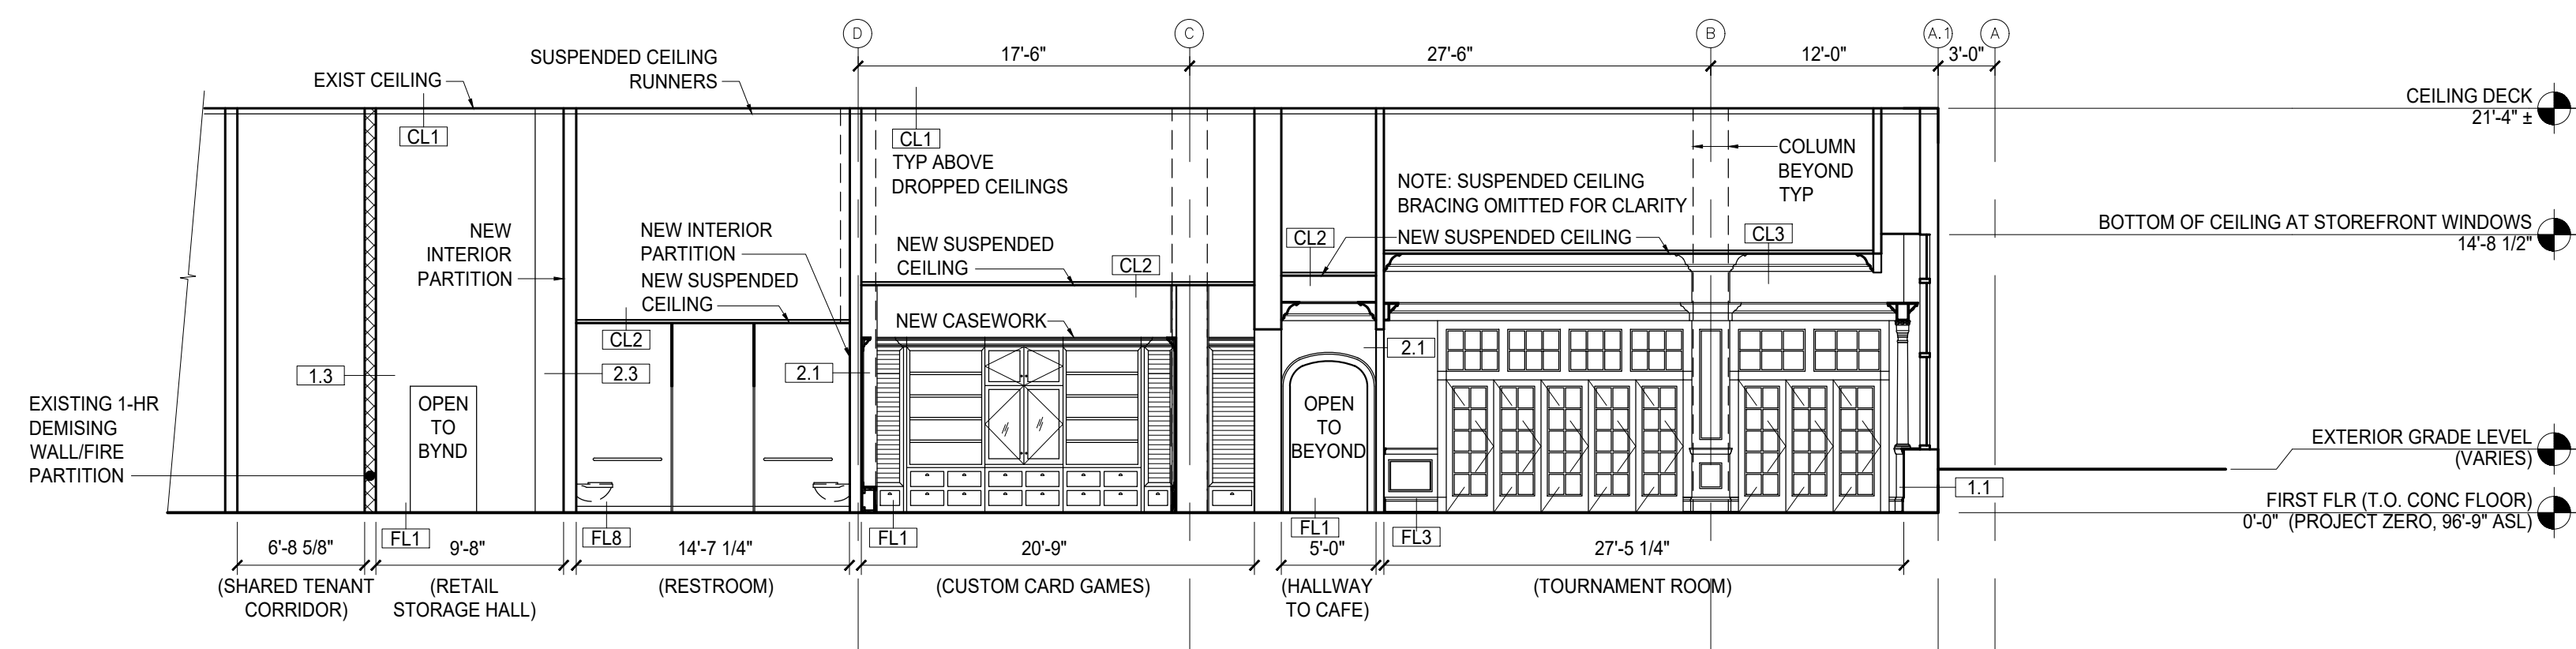 D
C
B
A.1
A
17'-6"
27'-6"
12'-0"
3'-0"
SUSPENDED CEILING
RUNNERS
EXIST CEILING
CEILING DECK
21'-4" ±
CL1
CL1
TYP ABOVE
DROPPED CEILINGS
COLUMN
BEYOND
TYP
NOTE: SUSPENDED CEILING
BRACING OMITTED FOR CLARITY
NEW
INTERIOR
PARTITION
NEW INTERIOR
PARTITION
NEW SUSPENDED
CEILING
NEW SUSPENDED
CEILING
CL2
CL2
NEW SUSPENDED CEILING
CL3
BOTTOM OF CEILING AT STOREFRONT WINDOWS
14'-8 1/2"
NEW CASEWORK
CL2
1.3
2.3
2.1
2.1
EXISTING 1-HR
DEMISING
WALL/FIRE
PARTITION
OPEN
TO
BYND
OPEN
TO
BEYOND
EXTERIOR GRADE LEVEL
(VARIES)
1.1
FIRST FLR (T.O. CONC FLOOR)
0'-0" (PROJECT ZERO, 96'-9" ASL)
FL1
FL8
FL1
FL1
FL3
6'-8 5/8"
9'-8"
14'-7 1/4"
20'-9"
5'-0"
27'-5 1/4"
(SHARED TENANT
CORRIDOR)
(RETAIL
STORAGE HALL)
(RESTROOM)
(CUSTOM CARD GAMES)
(HALLWAY
TO CAFE)
(TOURNAMENT ROOM)